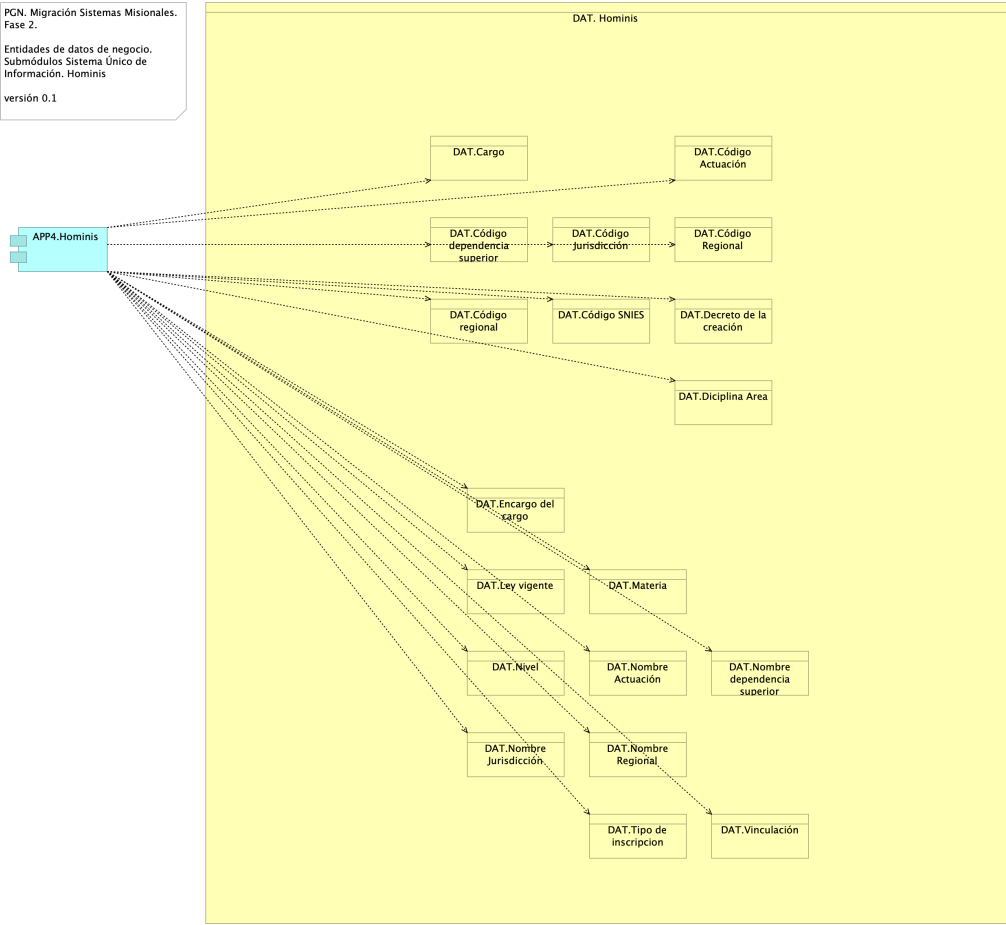 PGN. Migración Sistemas Misionales.
Fase 2.
Entidades de datos de negocio.
Submódulos Sistema Único de
Información. Hominis
versión 0.1
DAT. Hominis
DAT.Cargo
DAT.Código
Actuación
APP4.Hominis
DAT.Código
dependencia
superior
DAT.Código
Jurisdicción
DAT.Código
Regional
DAT.Código
regional
DAT.Código SNIES
DAT.Decreto de la
creación
DAT.Diciplina Area
DAT.Encargo del
cargo
DAT.Ley vigente
DAT.Materia
DAT.Nivel
DAT.Nombre
Actuación
DAT.Nombre
dependencia
superior
DAT.Nombre
Jurisdicción
DAT.Nombre
Regional
DAT.Tipo de
inscripcion
DAT.Vinculación